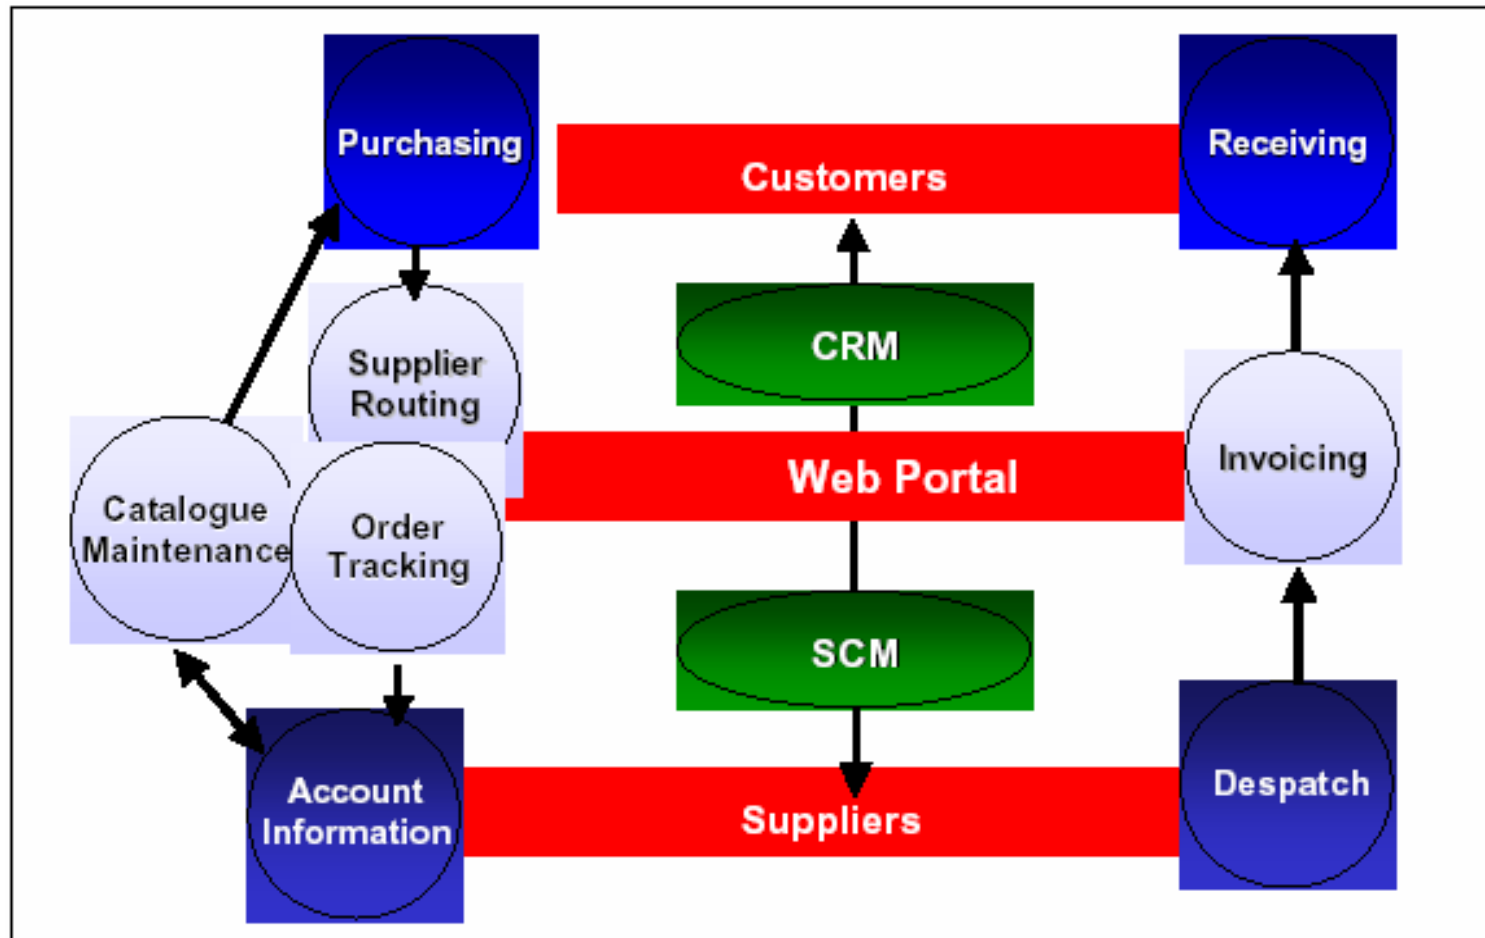 Purchasing
Customers
Receiving
Supplier
Routing
CRM
Web Portal
Invoicing
Catalogue
Maintenance
Order
Tracking
SCM
Account
Information
Suppliers
Despatch